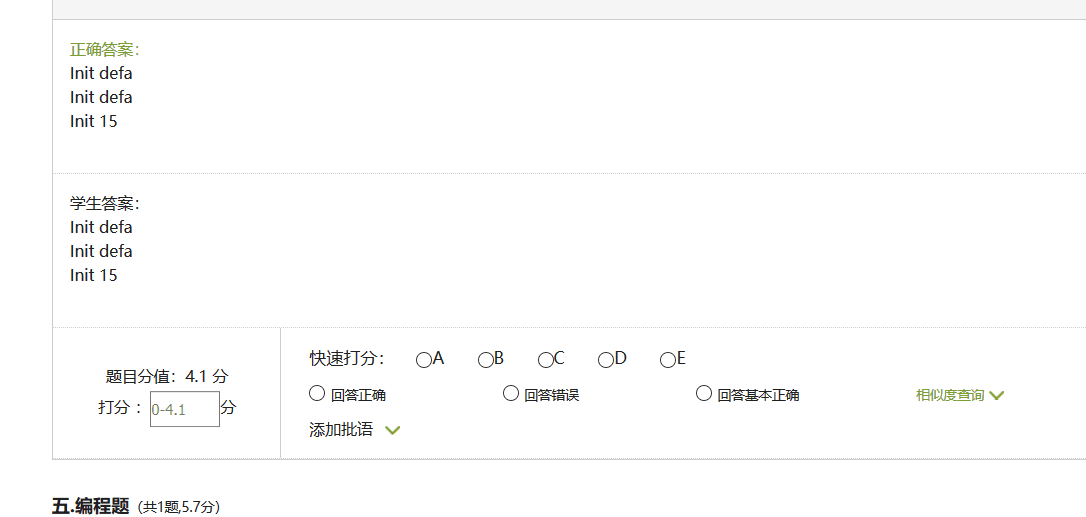 正确答案：
Init defa
Init defa
Init 15
学生答案：
Init defa
Init defa
Init 15
题目分值：4.1 分
打分 ： 0-4.1 分
快速打分： A B C D E
回答正确 回答错误 回答基本正确 相似度查询
添加批语
五.编程题（共1题,5.7分）